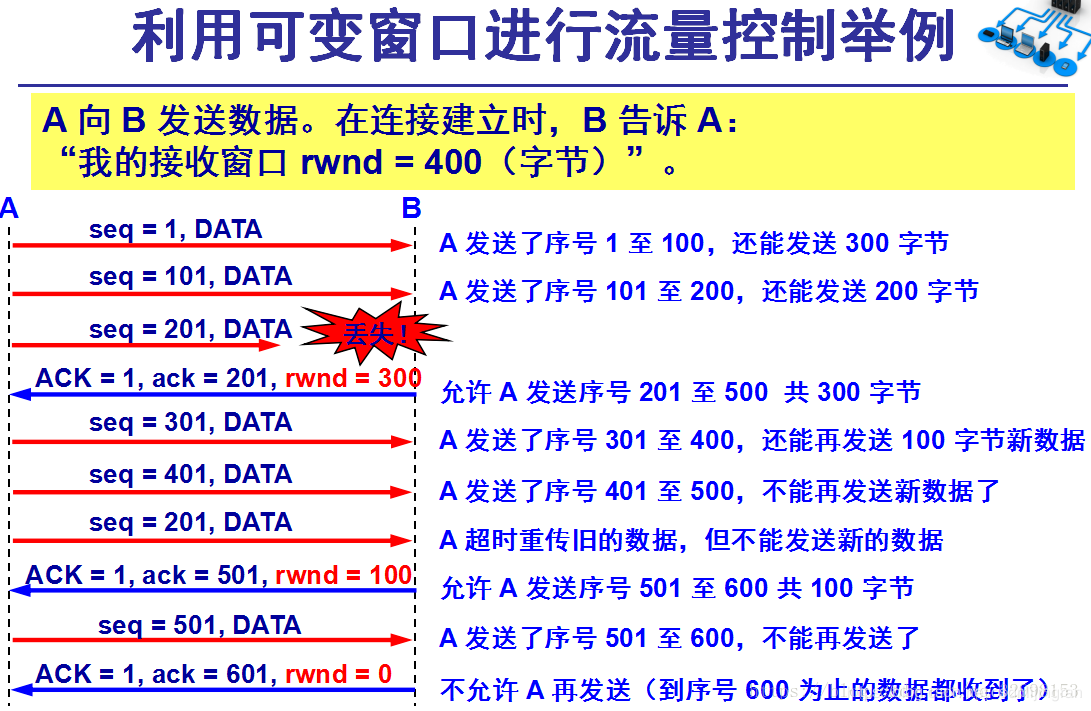 利用可变窗口进行流量控制举例
A 向 B 发送数据。在连接建立时，B 告诉 A：
“我的接收窗口 rwnd = 400（字节）”。
A
B
seq = 1, DATA
A 发送了序号 1 至 100，还能发送 300 字节
seq = 101, DATA
A 发送了序号 101 至 200，还能发送 200 字节
seq = 201, DATA
丢失！
ACK = 1, ack = 201, rwnd = 300
允许 A 发送序号 201 至 500 共 300 字节
seq = 301, DATA
A 发送了序号 301 至 400，还能再发送 100 字节新数据
seq = 401, DATA
A 发送了序号 401 至 500，不能再发送新数据了
seq = 201, DATA
A 超时重传旧的数据，但不能发送新的数据
ACK = 1, ack = 501, rwnd = 100
允许 A 发送序号 501 至 600 共 100 字节
seq = 501, DATA
A 发送了序号 501 至 600，不能再发送了
ACK = 1, ack = 601, rwnd = 0
不允许 A 再发送（到序号 600 为止的数据都收到了）